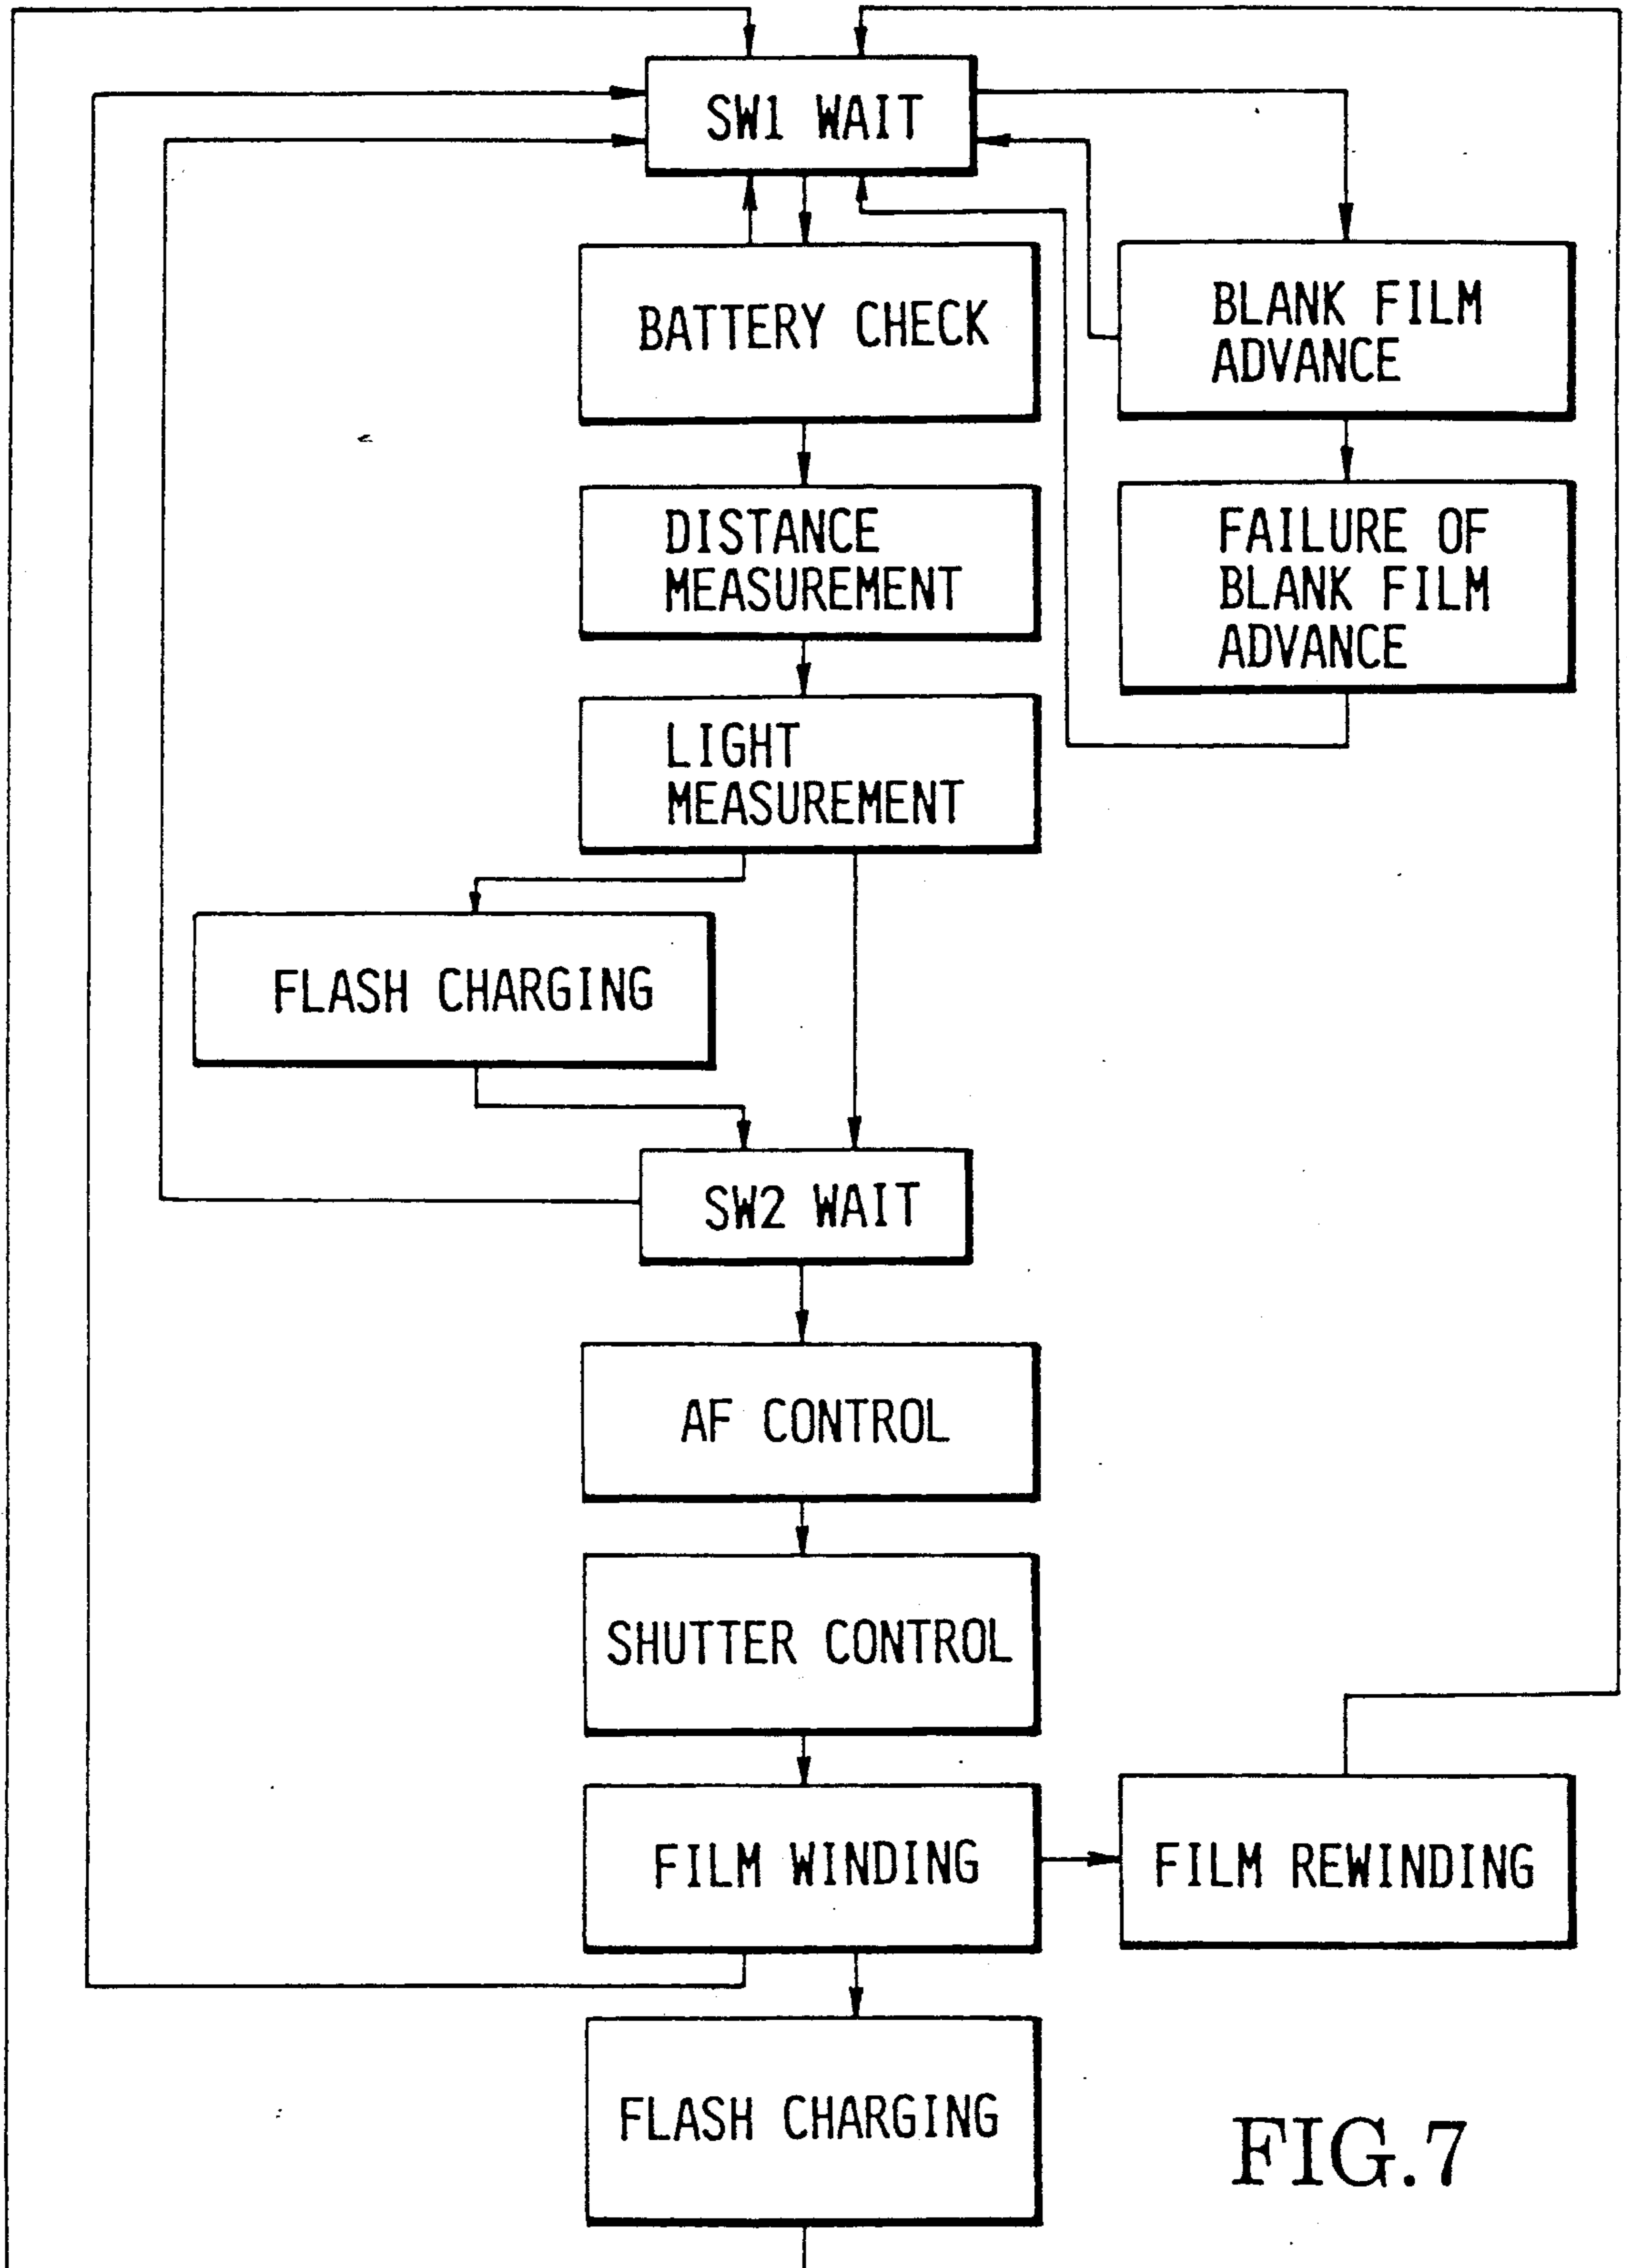 SW1 WAIT
BATTERY CHECK
BLANK FILM
ADVANCE
DISTANCE
MEASUREMENT
FAILURE OF
BLANK FILM
ADVANCE
LIGHT
MEASUREMENT
FLASH CHARGING
SW2 WAIT
AF CONTROL
SHUTTER CONTROL
FILM WINDING
FILM REWINDING
FLASH CHARGING
FIG.7